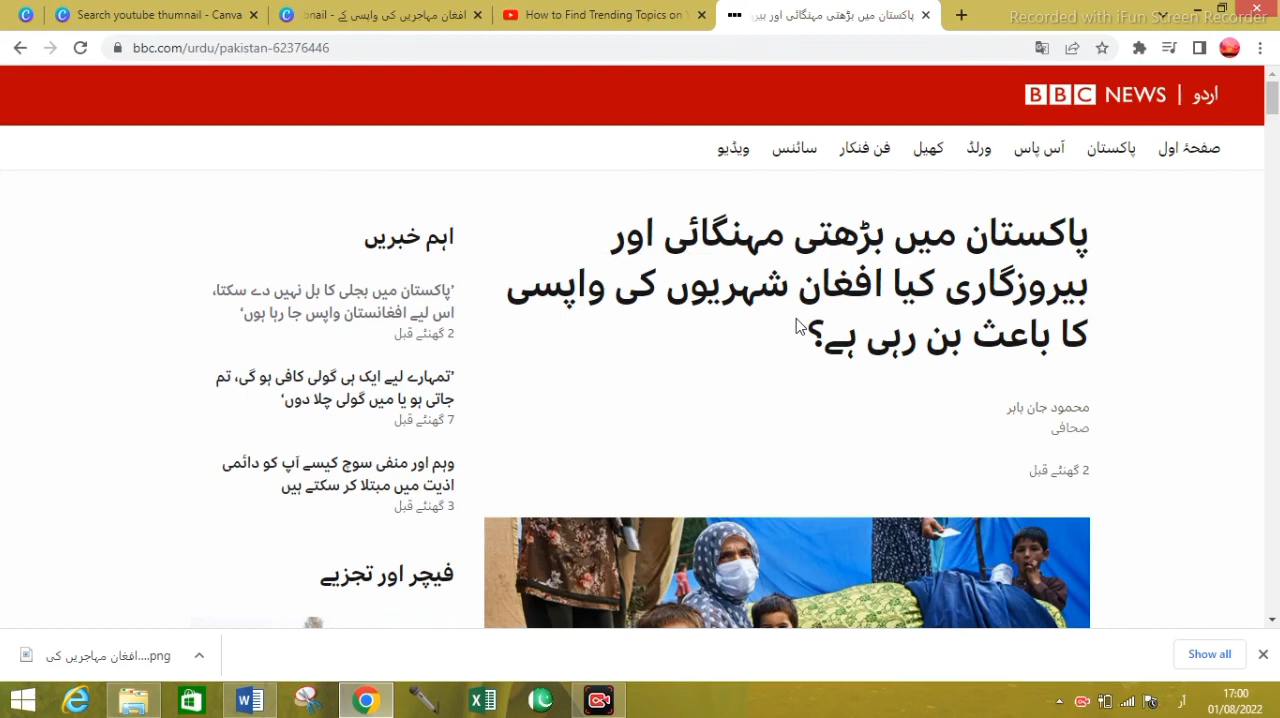 Search youtube thumnail - Canva
افغان مہاجریں کی واپسی کے - bnail
How to Find Trending Topics on Y
پاکستان میں بڑھتی مہنگائی اور بیر
Recorded with iFun Screen Recorder
bbc.com/urdu/pakistan-62376446
BBC NEWS | اردو
صفحۂ اول پاکستان آس پاس ورلڈ کھیل فن فنکار سائنس ویڈیو
پاکستان میں بڑھتی مہنگائی اور
بیروزگاری کیا افغان شہریوں کی واپسی
کا باعث بن رہی ہے؟
محمود جان بابر
صحافی
2 گھنٹے قبل
اہم خبریں
’پاکستان میں بجلی کا بل نہیں دے سکتا،
اس لیے افغانستان واپس جا رہا ہوں‘
2 گھنٹے قبل
’تمہارے لیے ایک ہی گولی کافی ہو گی، تم
جاتی ہو یا میں گولی چلا دوں‘
7 گھنٹے قبل
وہم اور منفی سوچ کیسے آپ کو دائمی
اذیت میں مبتلا کر سکتے ہیں
3 گھنٹے قبل
فیچر اور تجزیے
افغان مہاجریں کی....png
Show all
أر
17:00
01/08/2022